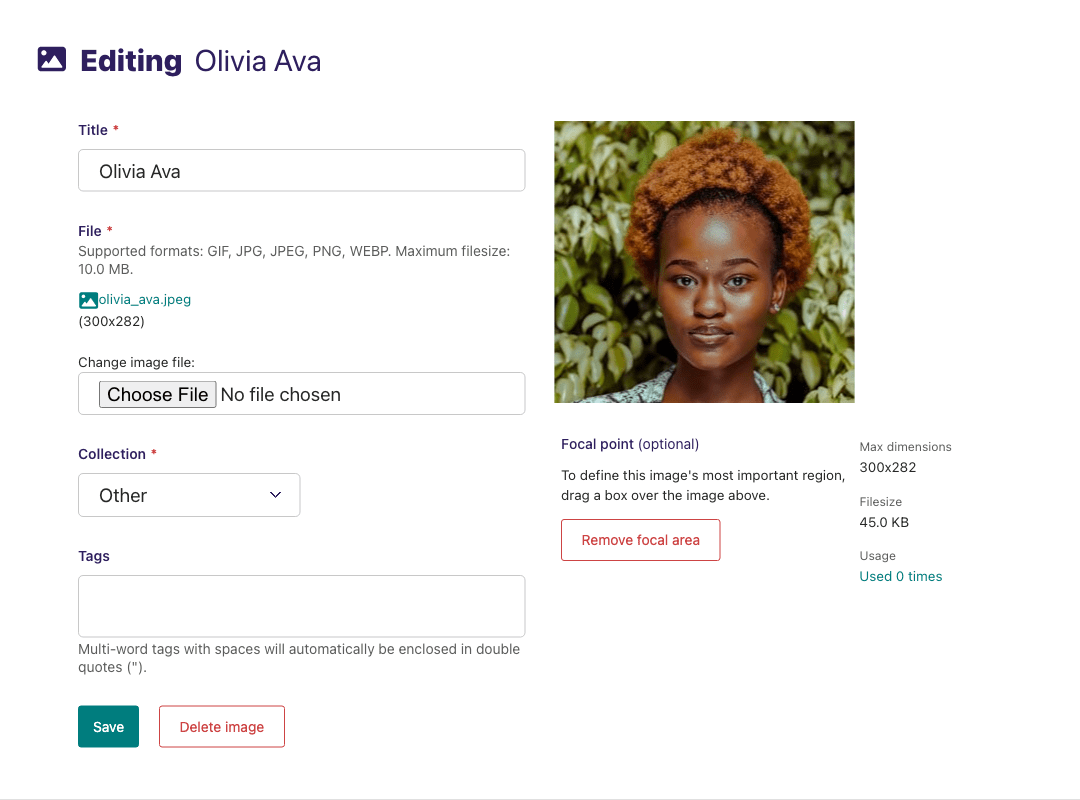 Editing Olivia Ava
Title *
Olivia Ava
File *
Supported formats: GIF, JPG, JPEG, PNG, WEBP. Maximum filesize:
10.0 MB.
olivia_ava.jpeg
(300x282)
Change image file:
Choose File No file chosen
Collection *
Other
Tags
Multi-word tags with spaces will automatically be enclosed in double
quotes (").
Save
Delete image
Focal point (optional)
To define this image's most important region,
drag a box over the image above.
Remove focal area
Max dimensions
300x282
Filesize
45.0 KB
Usage
Used 0 times